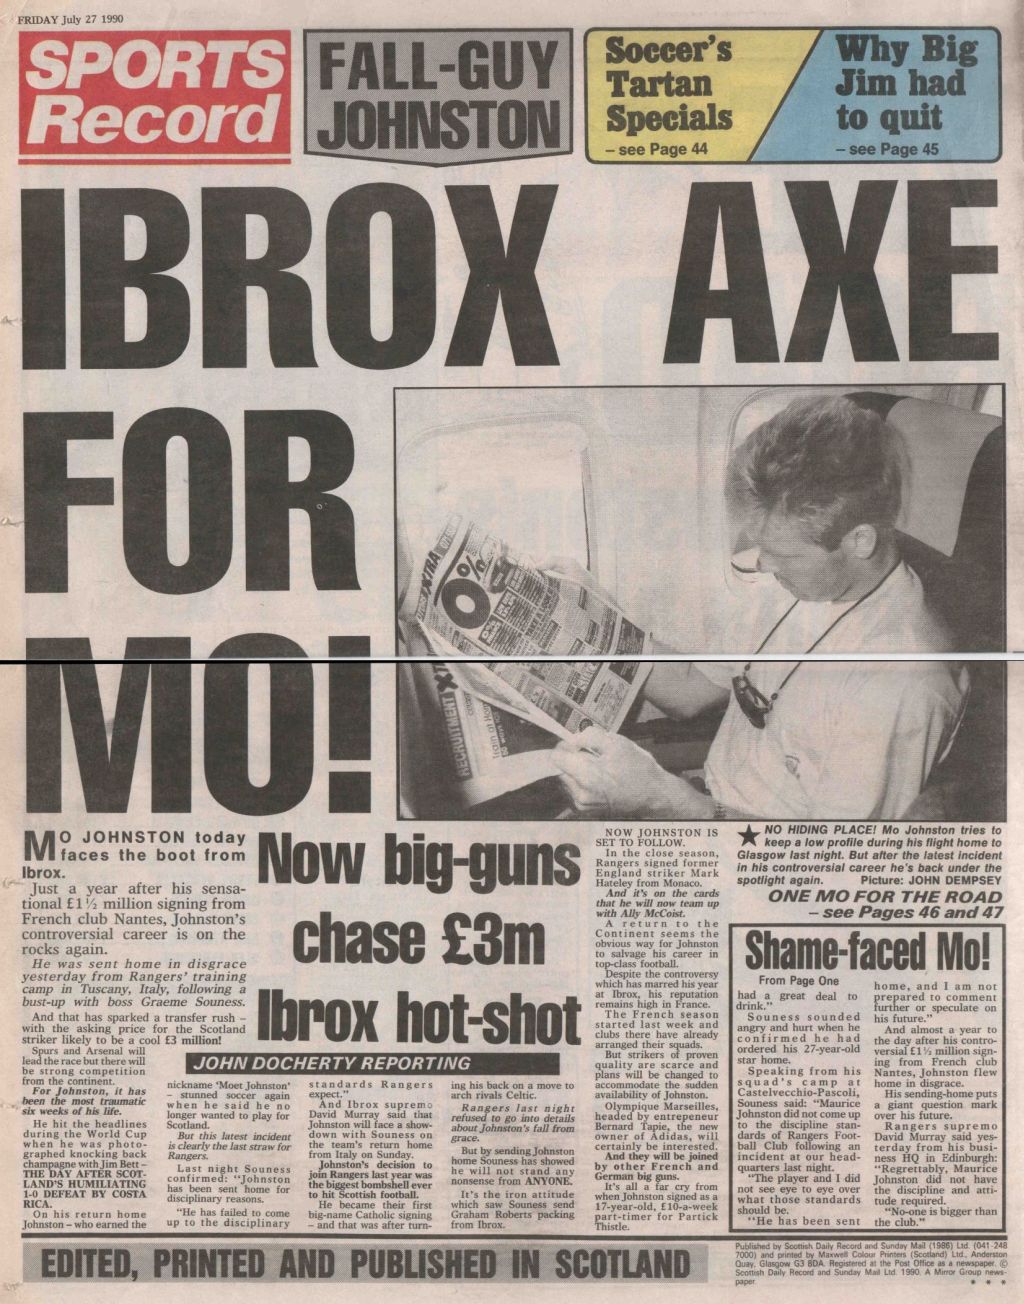 FRIDAY July 27 1990
SPORTS
Record
FALL-GUY
JOHNSTON
Soccer's
Tartan
Specials
– see Page 44
Why Big
Jim had
to quit
– see Page 45
IBROX AXE
FOR
MO!
MO JOHNSTON today
faces the boot from
Ibrox.
Just a year after his sensa-
tional £1½ million signing from
French club Nantes, Johnston's
controversial career is on the
rocks again.
He was sent home in disgrace
yesterday from Rangers' training
camp in Tuscany, Italy, following a
bust-up with boss Graeme Souness.
And that has sparked a transfer rush –
with the asking price for the Scotland
striker likely to be a cool £3 million!
Spurs and Arsenal will
lead the race but there will
be strong competition
from the continent.
For Johnston, it has
been the most traumatic
six weeks of his life.
He hit the headlines
during the World Cup
when he was photo-
graphed knocking back
champagne with Jim Bett –
THE DAY AFTER SCOT-
LAND'S HUMILIATING
1-0 DEFEAT BY COSTA
RICA.
On his return home
Johnston – who earned the
Now big-guns
chase £3m
Ibrox hot-shot
JOHN DOCHERTY REPORTING
nickname 'Moet Johnston'
– stunned soccer again
when he said he no
longer wanted to play for
Scotland.
But this latest incident
is clearly the last straw for
Rangers.
Last night Souness
confirmed: "Johnston
has been sent home for
disciplinary reasons.
"He has failed to come
up to the disciplinary
standards Rangers
expect."
And Ibrox supremo
David Murray said that
Johnston will face a show-
down with Souness on
the team's return home
from Italy on Sunday.
Johnston's decision to
join Rangers last year was
the biggest bombshell ever
to hit Scottish football.
He became their first
big-name Catholic signing
– and that was after turn-
ing his back on a move to
arch rivals Celtic.
Rangers last night
refused to go into details
about Johnston's fall from
grace.
But by sending Johnston
home Souness has showed
he will not stand any
nonsense from ANYONE.
It's the iron attitude
which saw Souness send
Graham Roberts packing
from Ibrox.
NOW JOHNSTON IS
SET TO FOLLOW.
In the close season,
Rangers signed former
England striker Mark
Hateley from Monaco.
And it's on the cards
that he will now team up
with Ally McCoist.
A return to the
Continent seems the
obvious way for Johnston
to salvage his career in
top-class football.
Despite the controversy
which has marred his year
at Ibrox, his reputation
remains high in France.
The French season
started last week and
clubs there have already
arranged their squads.
But strikers of proven
quality are scarce and
plans will be changed to
accommodate the sudden
availability of Johnston.
Olympique Marseilles,
headed by entrepeneur
Bernard Tapie, the new
owner of Adidas, will
certainly be interested.
And they will be joined
by other French and
German big guns.
It's all a far cry from
when Johnston signed as a
17-year-old, £10-a-week
part-timer for Partick
Thistle.
XTRA
0%
RECRUITMENT
★ NO HIDING PLACE! Mo Johnston tries to
keep a low profile during his flight home to
Glasgow last night. But after the latest incident
in his controversial career he's back under the
spotlight again. Picture: JOHN DEMPSEY
ONE MO FOR THE ROAD
– see Pages 46 and 47
Shame-faced Mo!
From Page One
had a great deal to
drink."
Souness sounded
angry and hurt when he
confirmed he had
ordered his 27-year-old
star home.
Speaking from his
squad's camp at
Castelvecchio-Pascoli,
Souness said: "Maurice
Johnston did not come up
to the discipline stan-
dards of Rangers Foot-
ball Club following an
incident at our head-
quarters last night.
"The player and I did
not see eye to eye over
what those standards
should be.
"He has been sent
home, and I am not
prepared to comment
further or speculate on
his future."
And almost a year to
the day after his contro-
versial £1½ million sign-
ing from French club
Nantes, Johnston flew
home in disgrace.
His sending-home puts
a giant question mark
over his future.
Rangers supremo
David Murray said yes-
terday from his busi-
ness HQ in Edinburgh:
"Regrettably, Maurice
Johnston did not have
the discipline and atti-
tude required.
"No-one is bigger than
the club."
EDITED, PRINTED AND PUBLISHED IN SCOTLAND
Published by Scottish Daily Record and Sunday Mail (1986) Ltd. (041-248
7000) and printed by Maxwell Colour Printers (Scotland) Ltd., Anderston
Quay, Glasgow G3 8DA. Registered at the Post Office as a newspaper. ©
Scottish Daily Record and Sunday Mail Ltd. 1990. A Mirror Group news-
paper. * * *